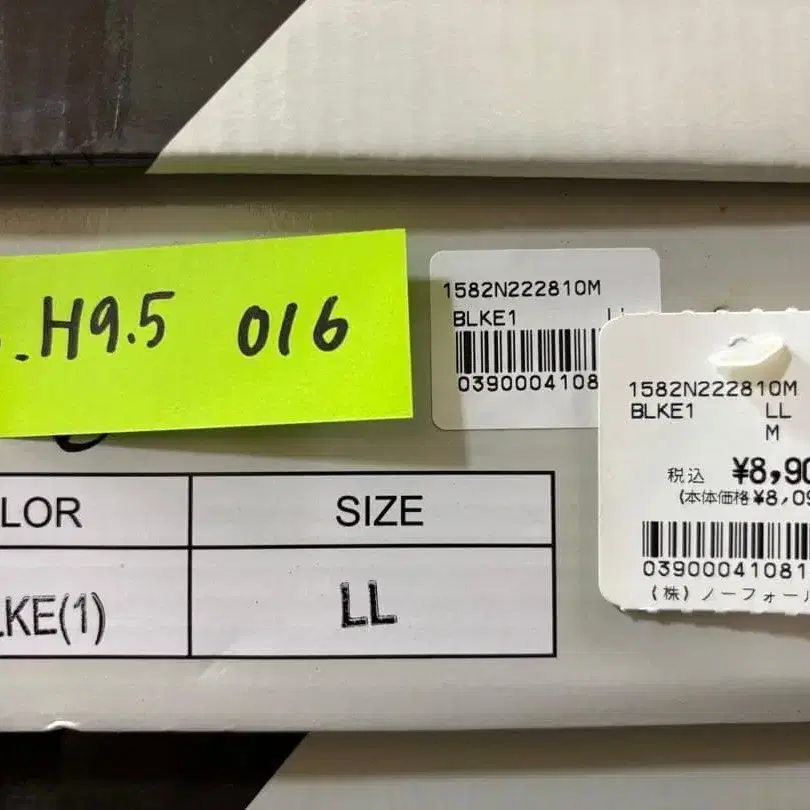 .H9.5 016
1582N222810M
BLKE1 LL
0390004108
1582N222810M
BLKE1 LL
M
税込 ¥8,90
(本体価格¥8,09
03900041081
(株)ノーフォール
LOR SIZE
LKE(1) LL